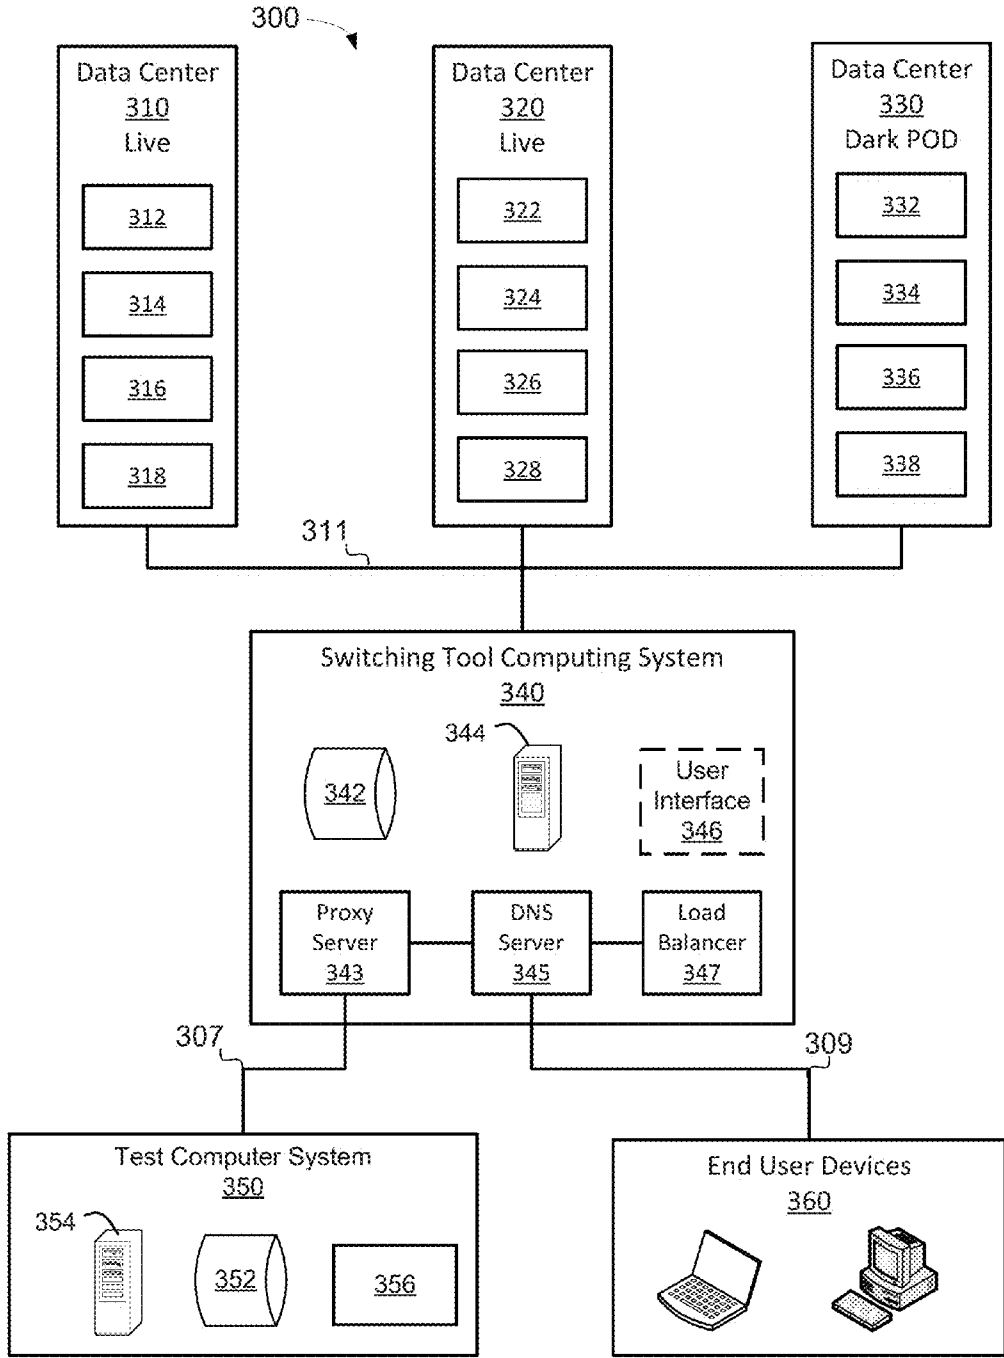 300
Data Center
310
Live
312
314
316
318
Data Center
320
Live
322
324
326
328
Data Center
330
Dark POD
332
334
336
338
311
Switching Tool Computing System
340
342
344
User
Interface
346
Proxy
Server
343
DNS
Server
345
Load
Balancer
347
307
309
Test Computer System
350
354
352
356
End User Devices
360